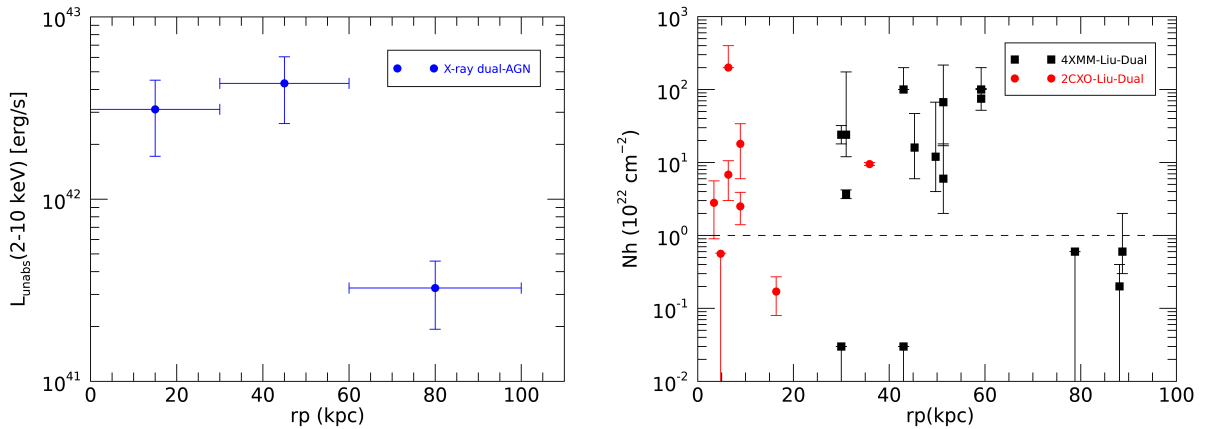 10^43
10^42
10^41
L_unabs(2-10 keV) [erg/s]
X-ray dual-AGN
0 20 40 60 80 100
rp (kpc)
10^3
10^2
10^1
10^0
10^-1
10^-2
Nh (10^22 cm^−2)
4XMM-Liu-Dual
2CXO-Liu-Dual
0 20 40 60 80 100
rp(kpc)